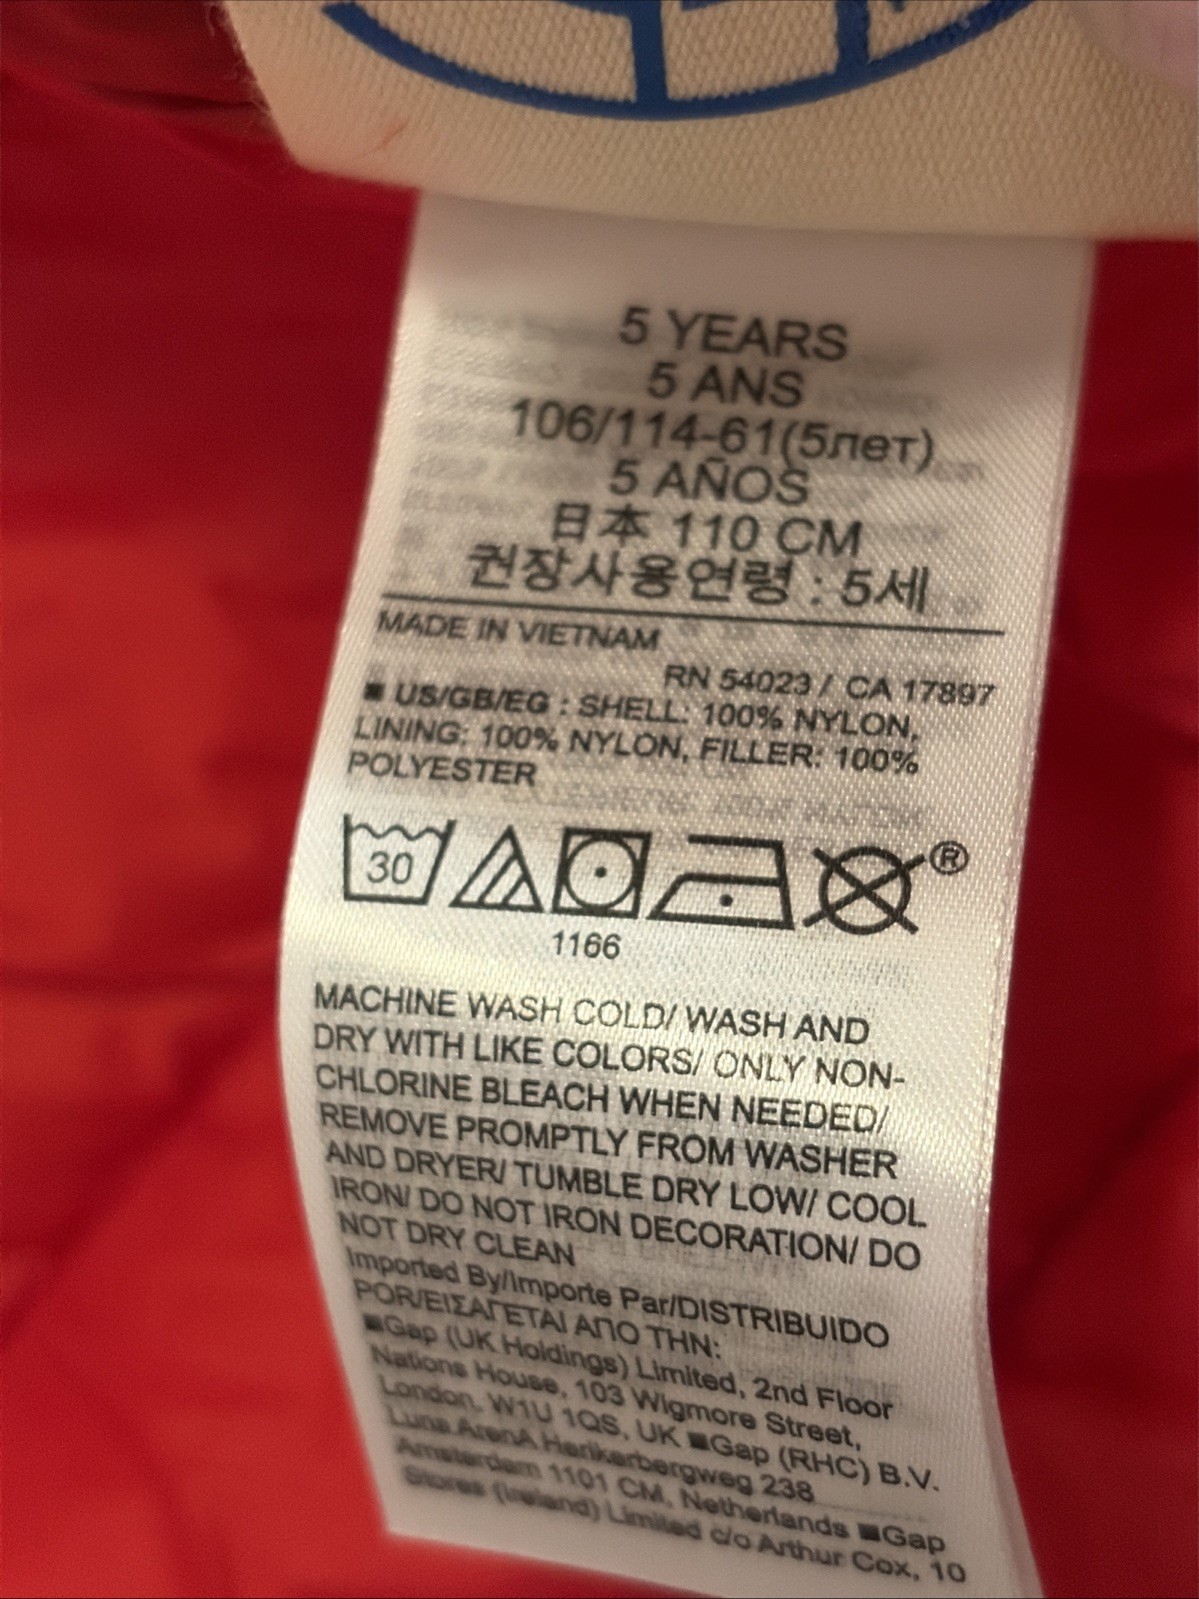 5 YEARS
5 ANS
106/114-61(5лет)
5 AÑOS
日本 110 CM
권장사용연령 : 5세
MADE IN VIETNAM
RN 54023 / CA 17897
■ US/GB/EG : SHELL: 100% NYLON,
LINING: 100% NYLON, FILLER: 100%
POLYESTER
30
®
1166
MACHINE WASH COLD/ WASH AND
DRY WITH LIKE COLORS/ ONLY NON-
CHLORINE BLEACH WHEN NEEDED/
REMOVE PROMPTLY FROM WASHER
AND DRYER/ TUMBLE DRY LOW/ COOL
IRON/ DO NOT IRON DECORATION/ DO
NOT DRY CLEAN
Imported By/Importe Par/DISTRIBUIDO
POR/ΕΙΣΑΓΕΤΑΙ ΑΠΟ ΤΗΝ:
■Gap (UK Holdings) Limited, 2nd Floor
Nations House, 103 Wigmore Street,
London, W1U 1QS, UK ■Gap (RHC) B.V.
Luna ArenA Herikerbergweg 238
Amsterdam 1101 CM, Netherlands ■Gap
Stores (Ireland) Limited c/o Arthur Cox, 10